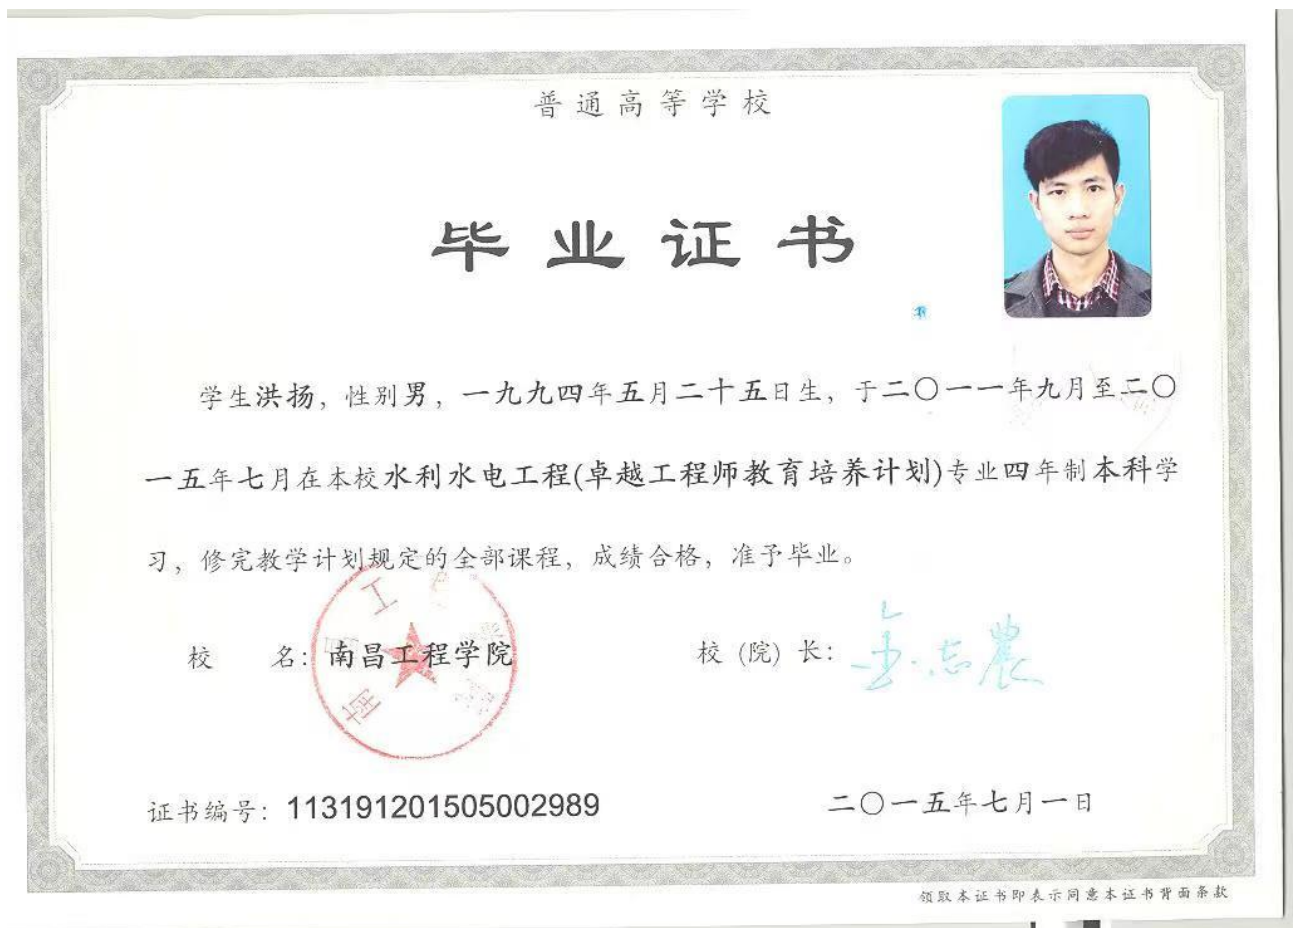 普通高等学校
毕业证书
学生洪扬，性别男，一九九四年五月二十五日生，于二〇一一年九月至二〇
一五年七月在本校水利水电工程(卓越工程师教育培养计划)专业四年制本科学
习，修完教学计划规定的全部课程，成绩合格，准予毕业。
校 名：南昌工程学院
校（院）长：金志農
证书编号：113191201505002989
二〇一五年七月一日
领取本证书即表示同意本证书背面条款